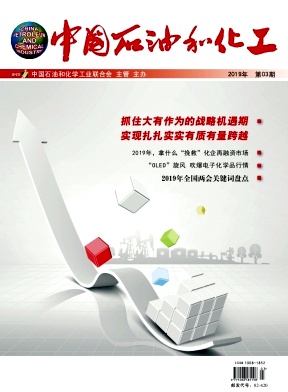 CHINA
PETROLEUM
AND
CHEMICAL
INDUSTRY
中国石油和化工
中国石油和化学工业联合会 主管 主办
2019年 第03期
抓住大有作为的战略机遇期
实现扎扎实实有质有量跨越
2019年，拿什么“挽救”化企再融资市场
“OLED”旋风 吹爆电子化学品行情
2019年全国两会关键词盘点
ISSN 1008-1852
邮发代号：82-420